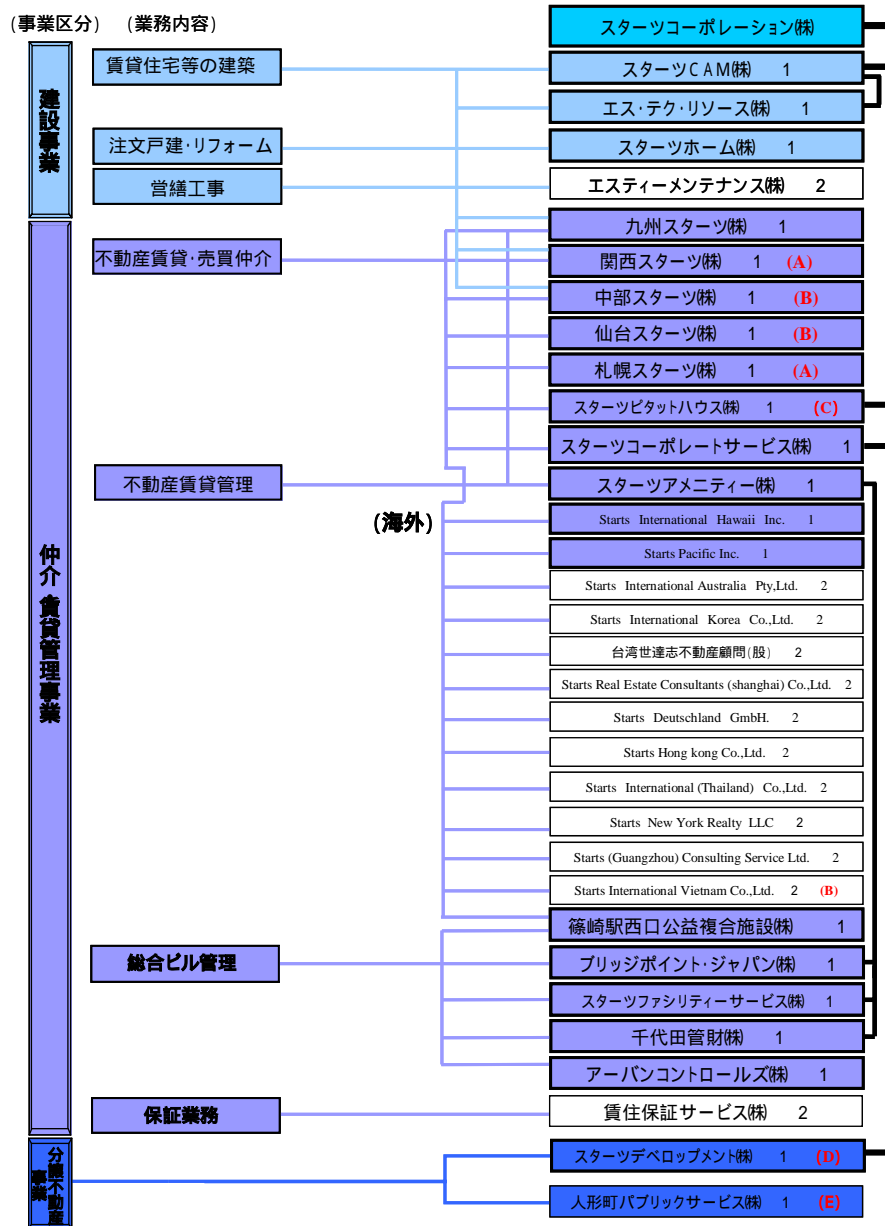 (事業区分) (業務内容)
スターツコーポレーション㈱
建設事業
賃貸住宅等の建築
スターツCAM㈱ 1
エス・テク・リソース㈱ 1
注文戸建・リフォーム
スターツホーム㈱ 1
営繕工事
エスティーメンテナンス㈱ 2
仲介 賃貸管理事業
九州スターツ㈱ 1
不動産賃貸・売買仲介
関西スターツ㈱ 1 (A)
中部スターツ㈱ 1 (B)
仙台スターツ㈱ 1 (B)
札幌スターツ㈱ 1 (A)
スターツピタットハウス㈱ 1 (C)
スターツコーポレートサービス㈱ 1
不動産賃貸管理
スターツアメニティー㈱ 1
(海外)
Starts International Hawaii Inc. 1
Starts Pacific Inc. 1
Starts International Australia Pty,Ltd. 2
Starts International Korea Co.,Ltd. 2
台湾世達志不動産顧問(股) 2
Starts Real Estate Consultants (shanghai) Co.,Ltd. 2
Starts Deutschland GmbH. 2
Starts Hong kong Co.,Ltd. 2
Starts International (Thailand) Co.,Ltd. 2
Starts New York Realty LLC 2
Starts (Guangzhou) Consulting Service Ltd. 2
Starts International Vietnam Co.,Ltd. 2 (B)
篠崎駅西口公益複合施設㈱ 1
総合ビル管理
ブリッジポイント・ジャパン㈱ 1
スターツファシリティーサービス㈱ 1
千代田管財㈱ 1
アーバンコントロールズ㈱ 1
保証業務
賃住保証サービス㈱ 2
分譲不動産事業
スターツデベロップメント㈱ 1 (D)
人形町パブリックサービス㈱ 1 (E)